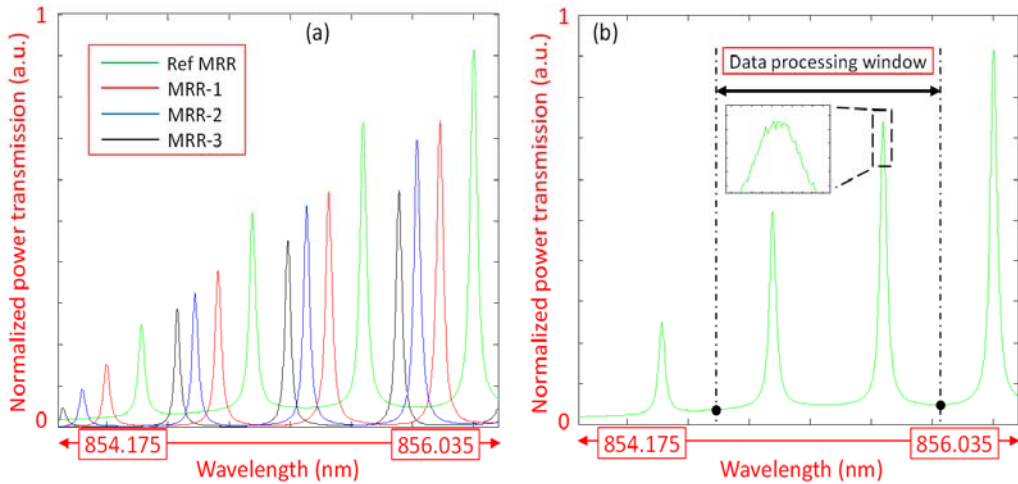 Normalized power transmission (a.u.)
1
0
(a)
Ref MRR
MRR-1
MRR-2
MRR-3
854.175
856.035
Wavelength (nm)
Normalized power transmission (a.u.)
1
0
(b)
Data processing window
854.175
856.035
Wavelength (nm)